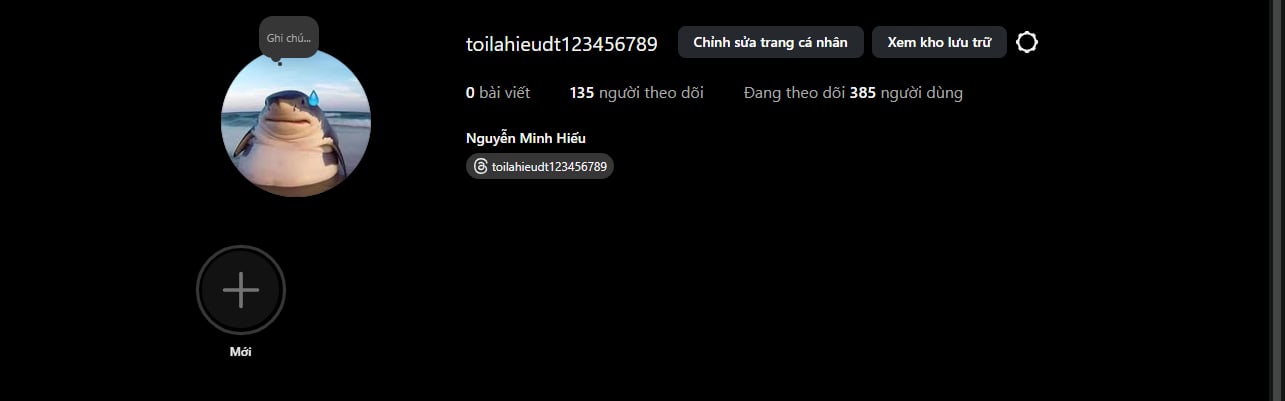 Ghi chú...
toilahieudt123456789 Chỉnh sửa trang cá nhân Xem kho lưu trữ
0 bài viết 135 người theo dõi Đang theo dõi 385 người dùng
Nguyễn Minh Hiếu
toilahieudt123456789
Mới